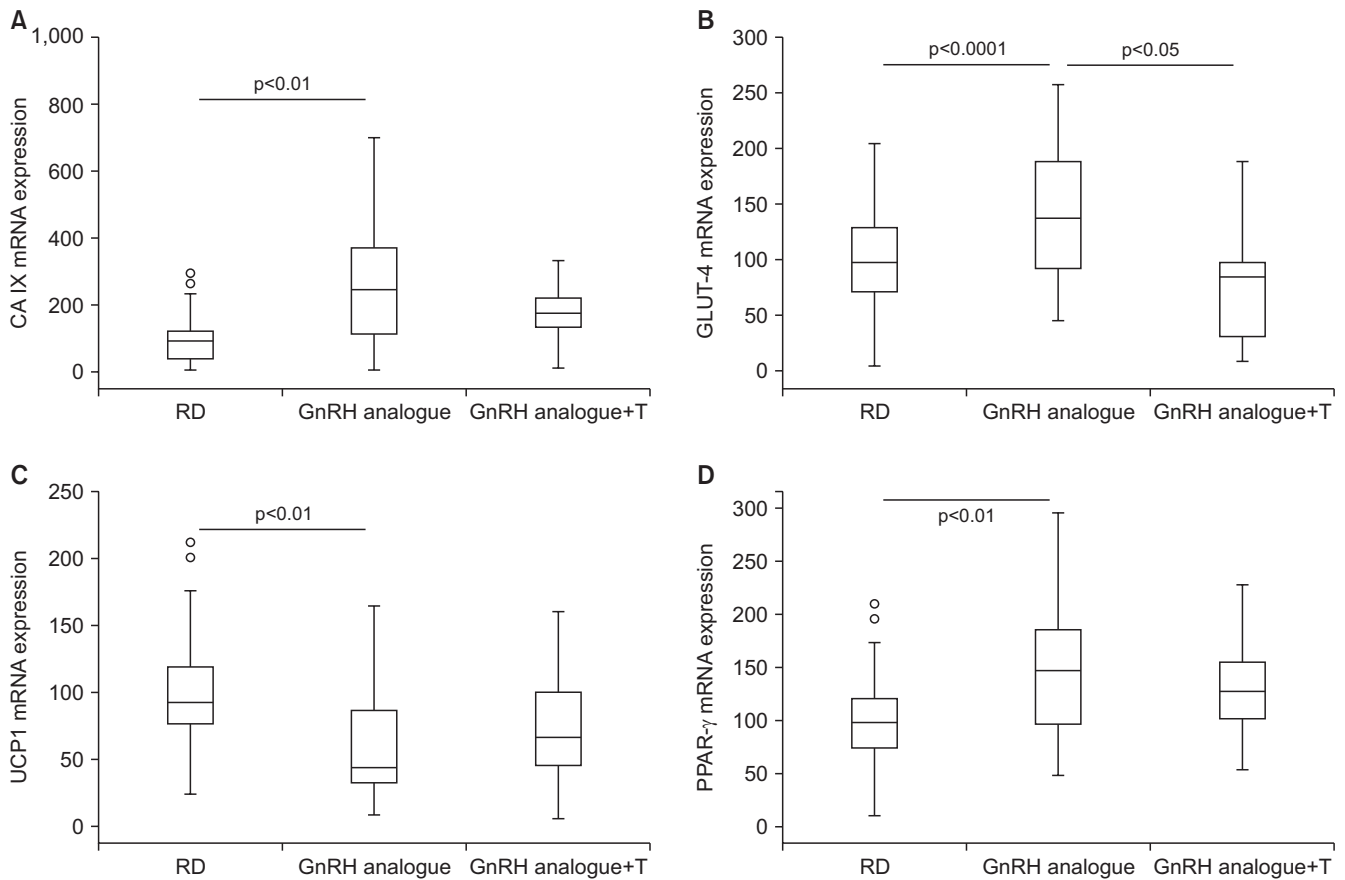 A
1,000
800
600
400
200
0
CA IX mRNA expression
p<0.01
RD
GnRH analogue
GnRH analogue+T
B
300
250
200
150
100
50
0
GLUT-4 mRNA expression
p<0.0001
p<0.05
RD
GnRH analogue
GnRH analogue+T
C
250
200
150
100
50
0
UCP1 mRNA expression
p<0.01
RD
GnRH analogue
GnRH analogue+T
D
300
250
200
150
100
50
0
PPAR-γ mRNA expression
p<0.01
RD
GnRH analogue
GnRH analogue+T